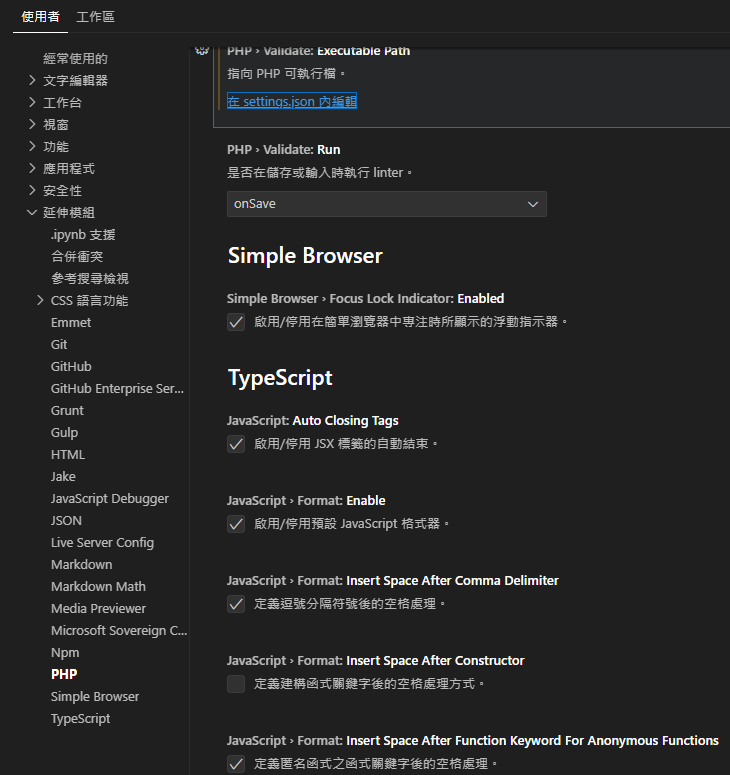 使用者 工作區
經常使用的
文字編輯器
工作台
視窗
功能
應用程式
安全性
延伸模組
.ipynb 支援
合併衝突
參考搜尋檢視
CSS 語言功能
Emmet
Git
GitHub
GitHub Enterprise Ser...
Grunt
Gulp
HTML
Jake
JavaScript Debugger
JSON
Live Server Config
Markdown
Markdown Math
Media Previewer
Microsoft Sovereign C...
Npm
PHP
Simple Browser
TypeScript
PHP › Validate: Executable Path
指向 PHP 可執行檔。
在 settings.json 內編輯
PHP › Validate: Run
是否在儲存或輸入時執行 linter。
onSave
Simple Browser
Simple Browser › Focus Lock Indicator: Enabled
啟用/停用在簡單瀏覽器中專注時所顯示的浮動指示器。
TypeScript
JavaScript: Auto Closing Tags
啟用/停用 JSX 標籤的自動結束。
JavaScript › Format: Enable
啟用/停用預設 JavaScript 格式器。
JavaScript › Format: Insert Space After Comma Delimiter
定義逗號分隔符號後的空格處理。
JavaScript › Format: Insert Space After Constructor
定義建構函式關鍵字後的空格處理方式。
JavaScript › Format: Insert Space After Function Keyword For Anonymous Functions
定義匿名函式之函式關鍵字後的空格處理。